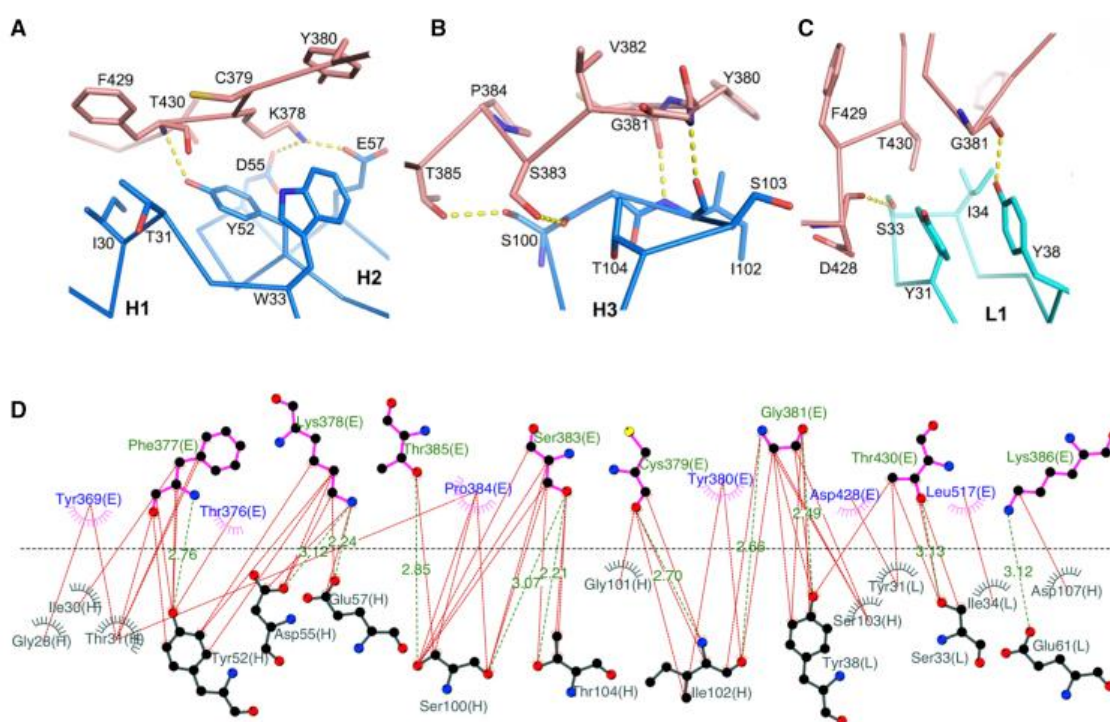 A
Y380
F429
C379
T430
K378
E57
D55
Y52
I30
T31
H2
W33
H1
B
V382
Y380
P384
G381
T385
S383
S103
S100
T104
I102
H3
C
F429
T430
G381
S33
I34
D428
Y38
Y31
L1
D
Gly381(E)
Lys378(E)
Phe377(E)
Thr385(E)
Ser383(E)
Cys379(E)
Thr430(E)
Lys386(E)
Tyr369(E)
Thr376(E)
Pro384(E)
Tyr380(E)
Asp428(E)
Leu517(E)
2.49
2.76
3.12
2.24
2.85
3.07
2.21
2.70
2.66
3.13
3.12
Gly101(H)
Tyr31(L)
Asp107(H)
Ile30(H)
Glu57(H)
Ile34(L)
Gly28(H)
Thr31(H)
Asp55(H)
Ser103(H)
Tyr52(H)
Glu61(L)
Tyr38(L)
Ser33(L)
Ser100(H)
Thr104(H)
Ile102(H)